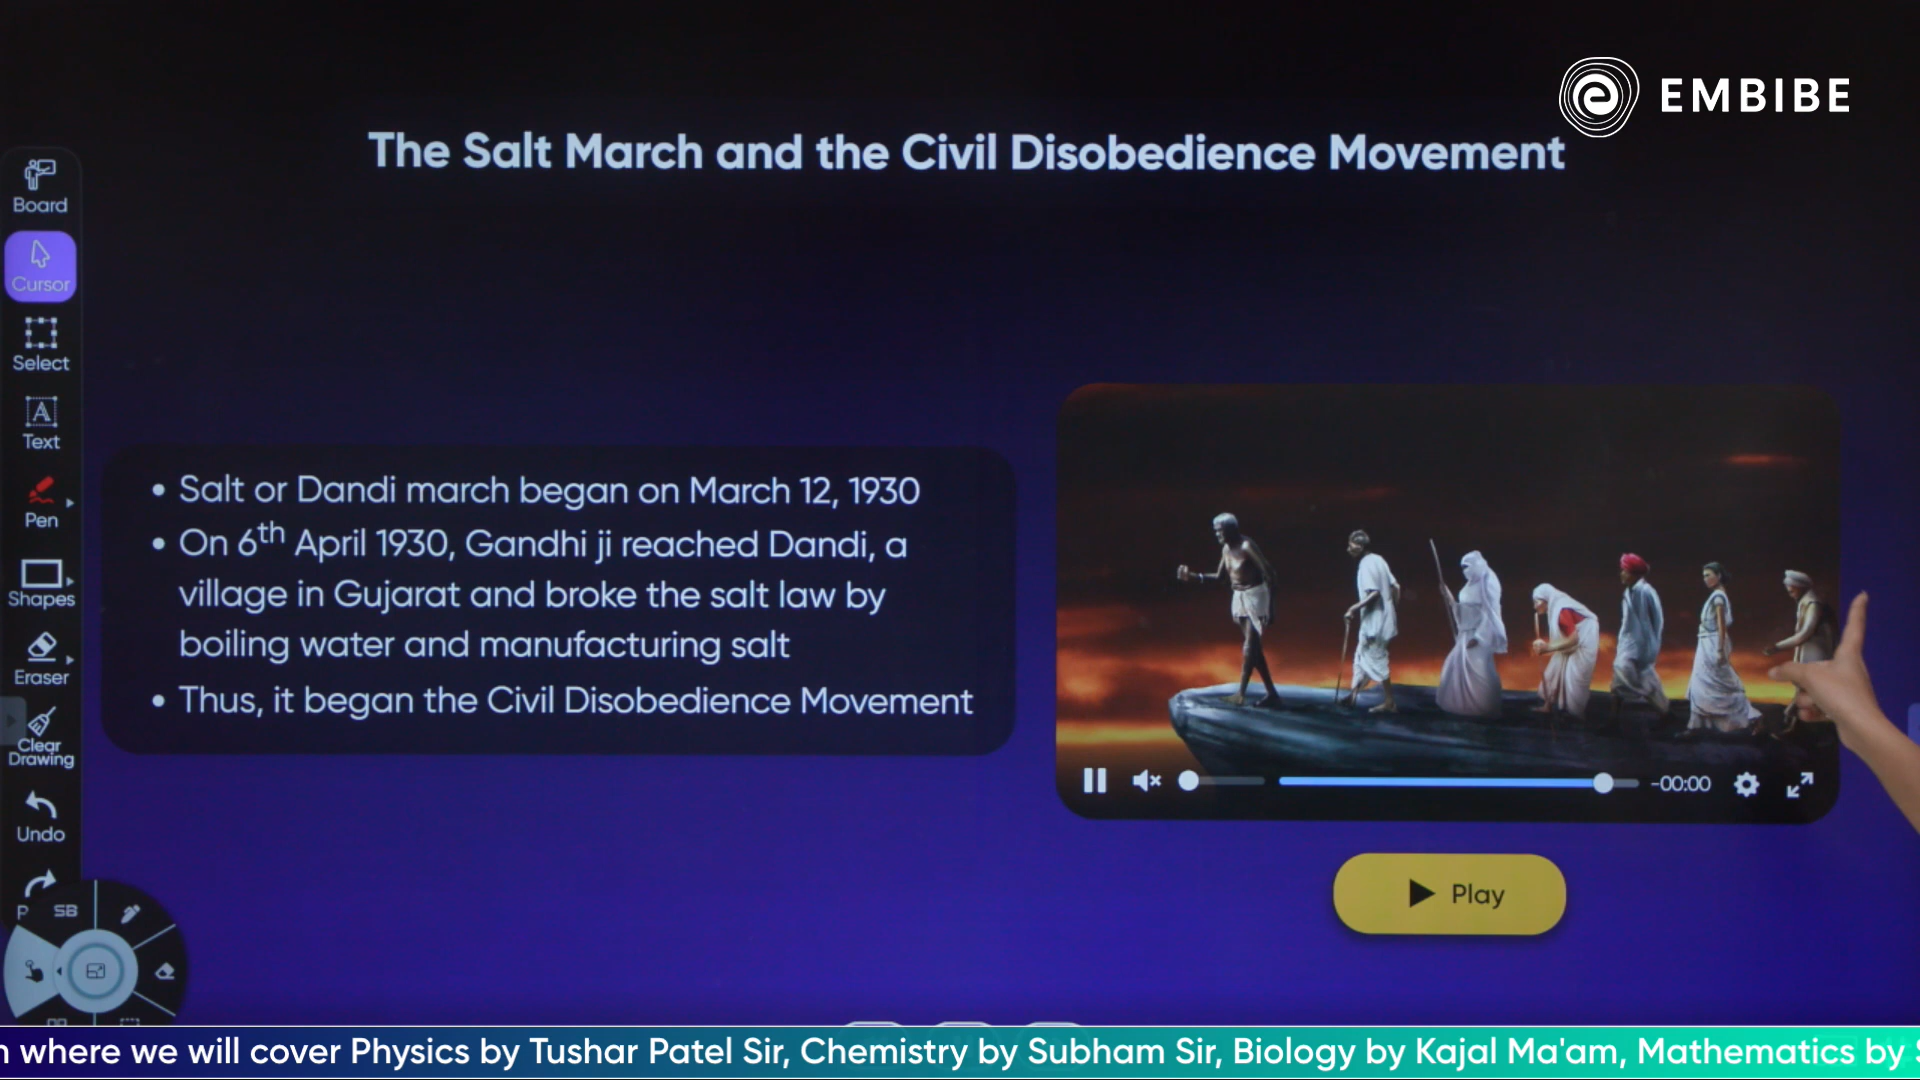 EMBIBE
The Salt March and the Civil Disobedience Movement
Board
Cursor
Select
Text
Pen
Shapes
Eraser
Clear
Drawing
Undo
SB
• Salt or Dandi march began on March 12, 1930
• On 6th April 1930, Gandhi ji reached Dandi, a
village in Gujarat and broke the salt law by
boiling water and manufacturing salt
• Thus, it began the Civil Disobedience Movement
-00:00
Play
where we will cover Physics by Tushar Patel Sir, Chemistry by Subham Sir, Biology by Kajal Ma'am, Mathematics by